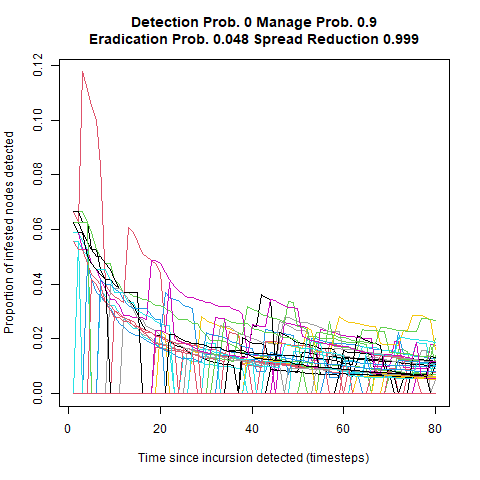 Detection Prob. 0 Manage Prob. 0.9
Eradication Prob. 0.048 Spread Reduction 0.999
Proportion of infested nodes detected
0.12
0.10
0.08
0.06
0.04
0.02
0.00
0 20 40 60 80
Time since incursion detected (timesteps)